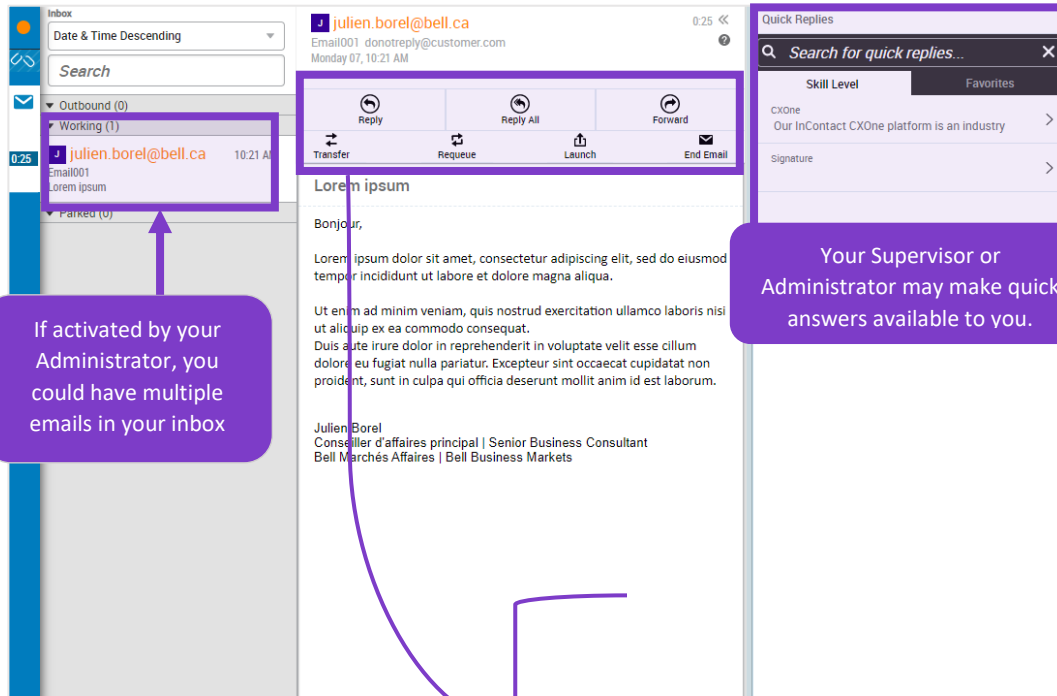 Inbox
Date & Time Descending
Search
Outbound (0)
Working (1)
0:25
J julien.borel@bell.ca 10:21 AM
Email001
Lorem ipsum
Parked (0)
If activated by your
Administrator, you
could have multiple
emails in your inbox
J julien.borel@bell.ca 0:25
Email001 donotreply@customer.com
Monday 07, 10:21 AM
Reply Reply All Forward
Transfer Requeue Launch End Email
Lorem ipsum
Bonjour,
Lorem ipsum dolor sit amet, consectetur adipiscing elit, sed do eiusmod
tempor incididunt ut labore et dolore magna aliqua.
Ut enim ad minim veniam, quis nostrud exercitation ullamco laboris nisi
ut aliquip ex ea commodo consequat.
Duis aute irure dolor in reprehenderit in voluptate velit esse cillum
dolore eu fugiat nulla pariatur. Excepteur sint occaecat cupidatat non
proident, sunt in culpa qui officia deserunt mollit anim id est laborum.
Julien Borel
Conseiller d'affaires principal | Senior Business Consultant
Bell Marchés Affaires | Bell Business Markets
Quick Replies
Search for quick replies...
Skill Level Favorites
CXOne
Our InContact CXOne platform is an industry
Signature
Your Supervisor or
Administrator may make quick
answers available to you.